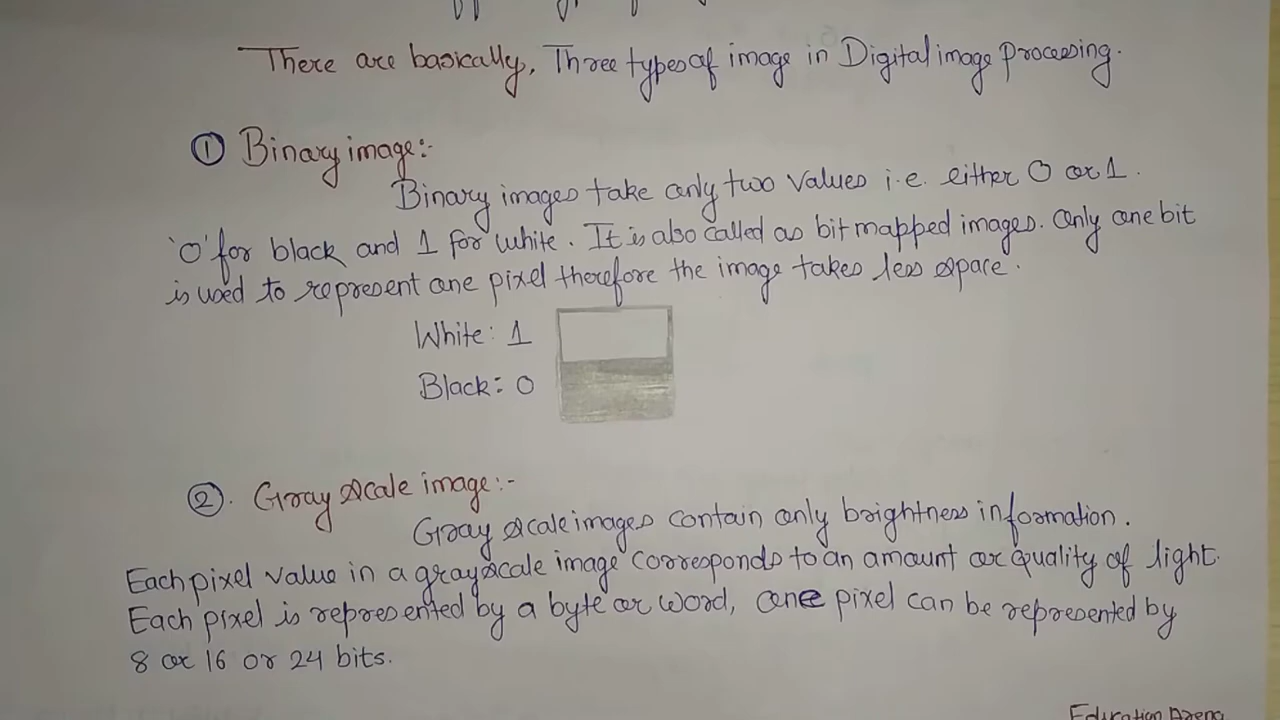 There are basically, Three types of image in Digital image processing.
① Binary image:-
Binary images take only two values i.e. either 0 or 1.
'0' for black and 1 for white. It is also called as bit mapped images. Only one bit
is used to represent one pixel therefore the image takes less space.
White: 1
Black: 0
②. Gray scale image:-
Gray scale images contain only brightness information.
Each pixel value in a grayscale image corresponds to an amount or quality of light.
Each pixel is represented by a byte or word, one pixel can be represented by
8 or 16 or 24 bits.
Education Arena